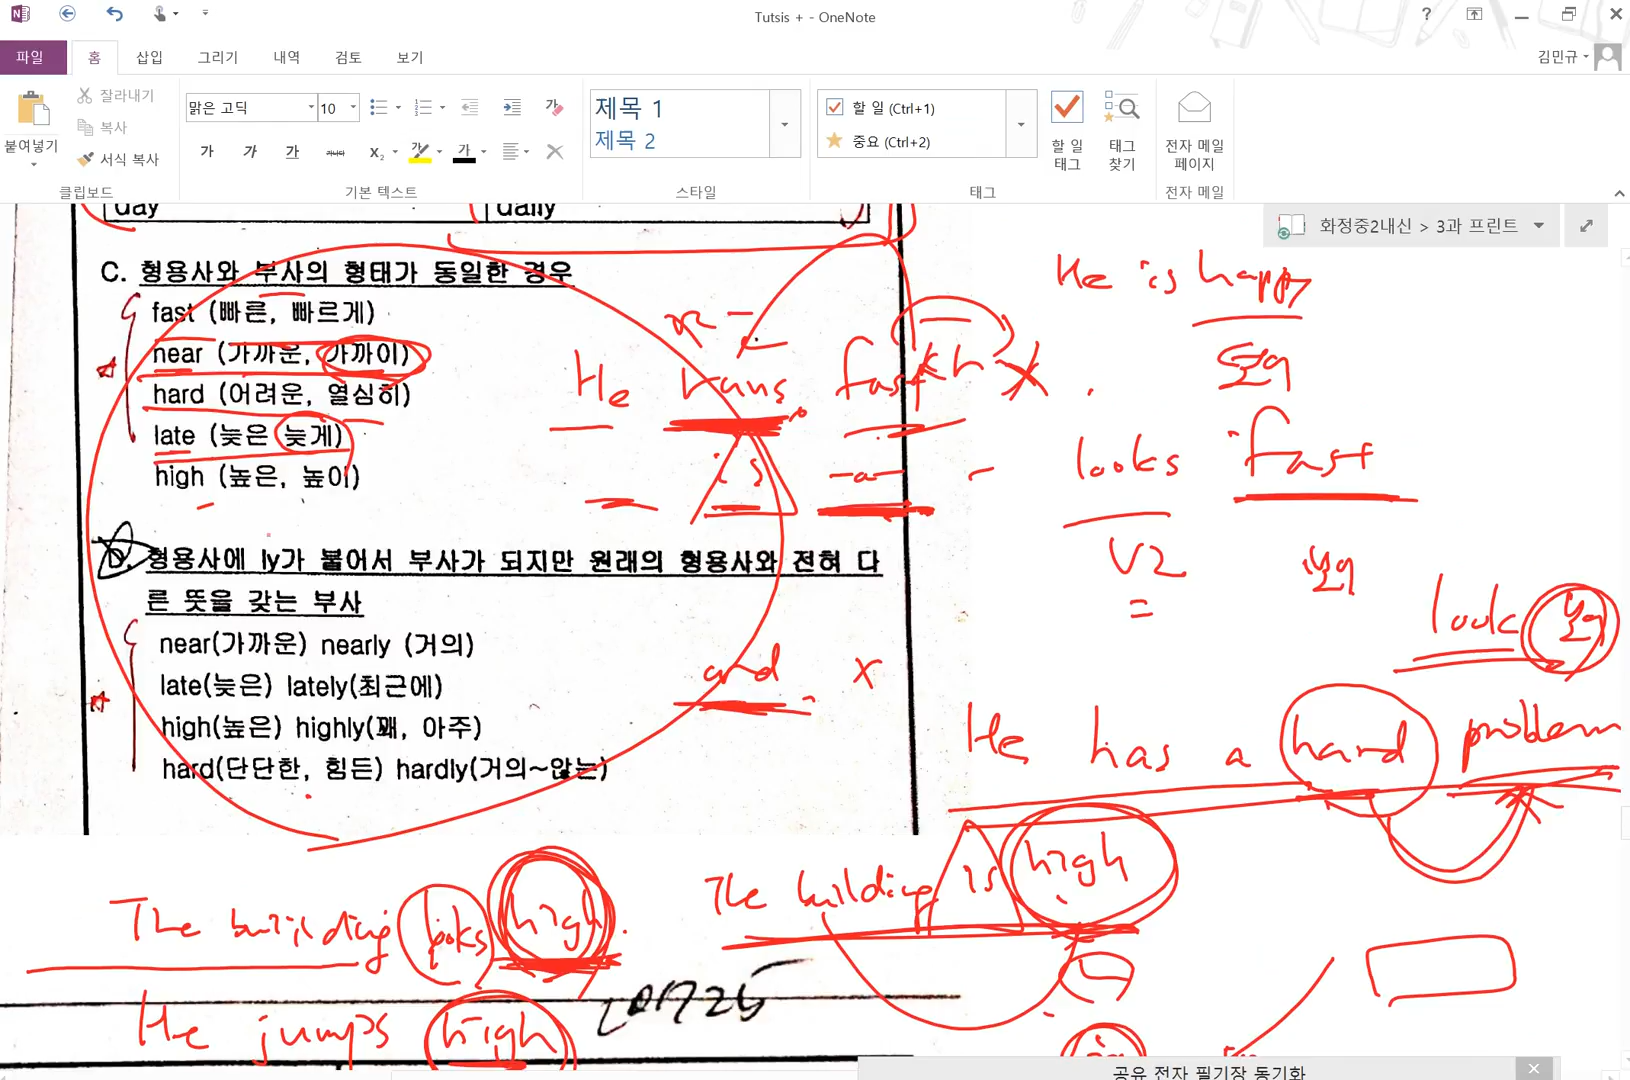 Tutsis + - OneNote
?
파일
홈
삽입
그리기
내역
검토
보기
김민규
붙여넣기
잘라내기
복사
서식 복사
클립보드
맑은 고딕
10
가 가 가 가나다 X₂ 가 가
기본 텍스트
제목 1
제목 2
스타일
할 일 (Ctrl+1)
중요 (Ctrl+2)
할 일 태그
태그 찾기
태그
전자 메일 페이지
전자 메일
화정중2내신 > 3과 프린트
day daily
C. 형용사와 부사의 형태가 동일한 경우
fast (빠른, 빠르게)
near (가까운, 가까이)
hard (어려운, 열심히)
late (늦은 늦게)
high (높은, 높이)
D. 형용사에 ly가 붙어서 부사가 되지만 원래의 형용사와 전혀 다
른 뜻을 갖는 부사
near(가까운) nearly (거의)
late(늦은) lately(최근에)
high(높은) highly(꽤, 아주)
hard(단단한, 힘든) hardly(거의~않는)
He is happy
He runs fast
is
looks fast
V2
=
look
and x
He has a hard problem
The building looks high.
The building is high
He jumps high
공유 전자 필기장 동기화